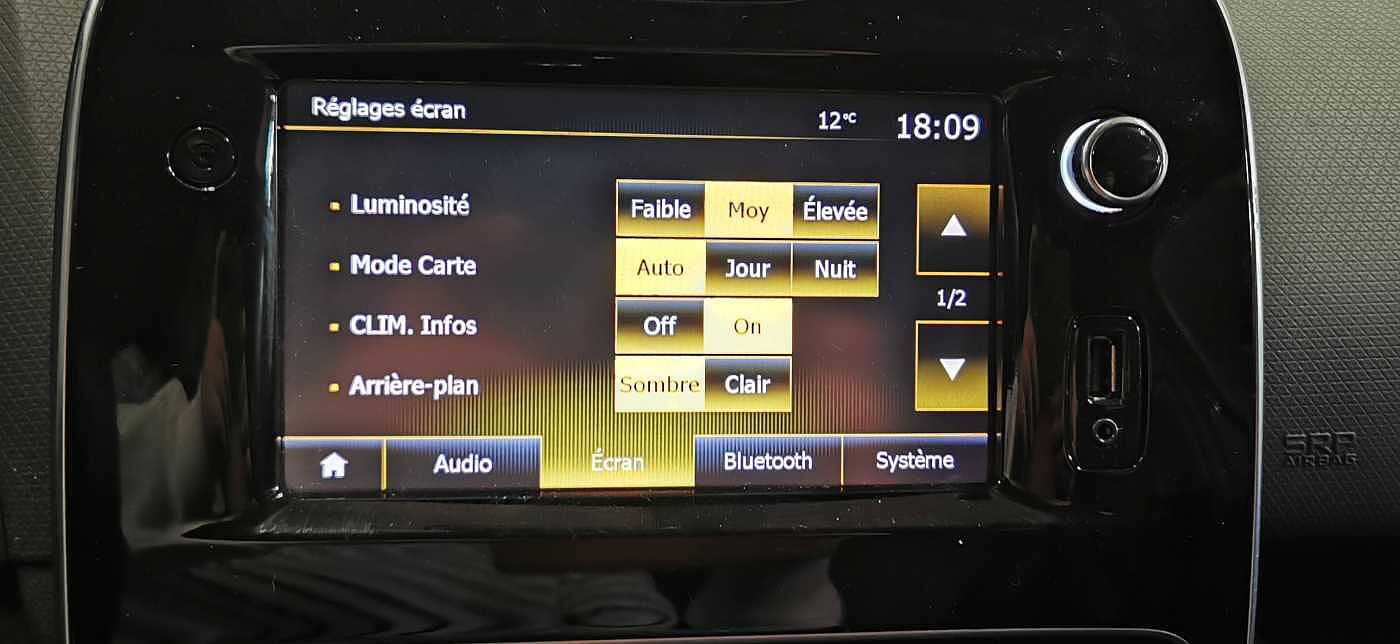 Réglages écran 12°C 18:09
Luminosité Faible Moy Élevée
Mode Carte Auto Jour Nuit
1/2
CLIM. Infos Off On
Arrière-plan Sombre Clair
Audio Écran Bluetooth Système
SRP
AIRBAG